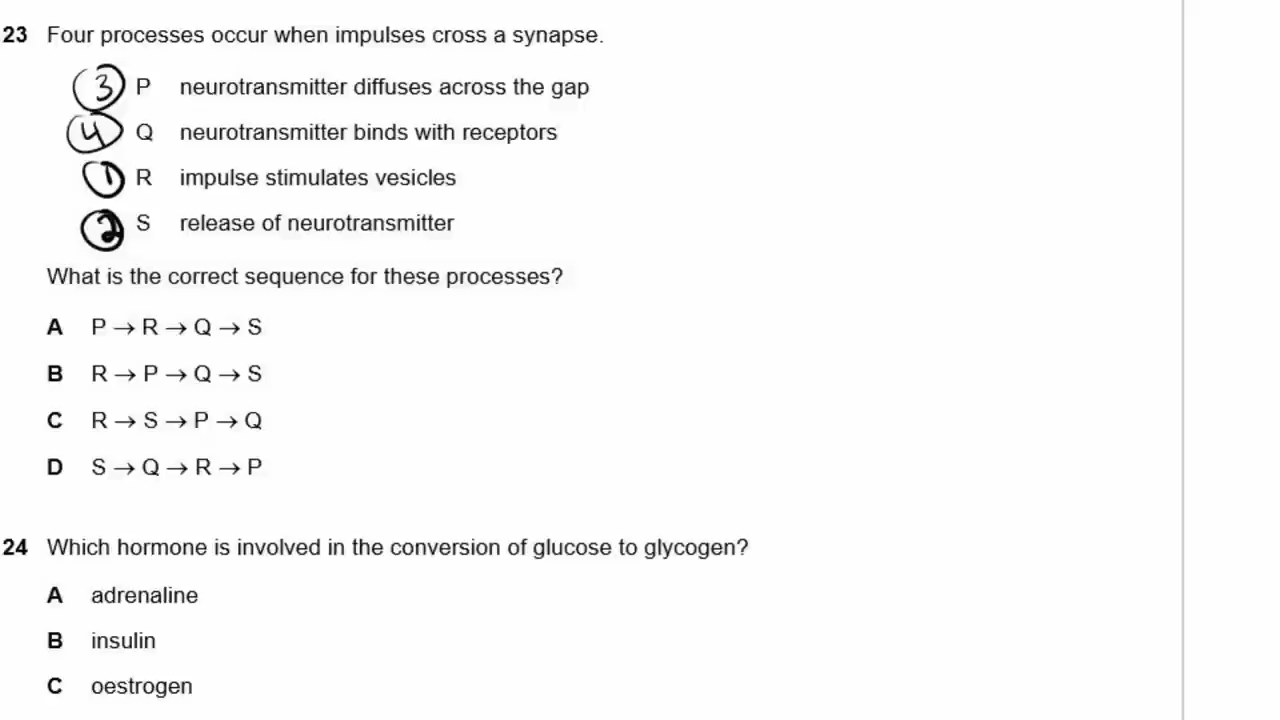 23 Four processes occur when impulses cross a synapse.
3 P neurotransmitter diffuses across the gap
4 Q neurotransmitter binds with receptors
1 R impulse stimulates vesicles
2 S release of neurotransmitter
What is the correct sequence for these processes?
A P → R → Q → S
B R → P → Q → S
C R → S → P → Q
D S → Q → R → P
24 Which hormone is involved in the conversion of glucose to glycogen?
A adrenaline
B insulin
C oestrogen